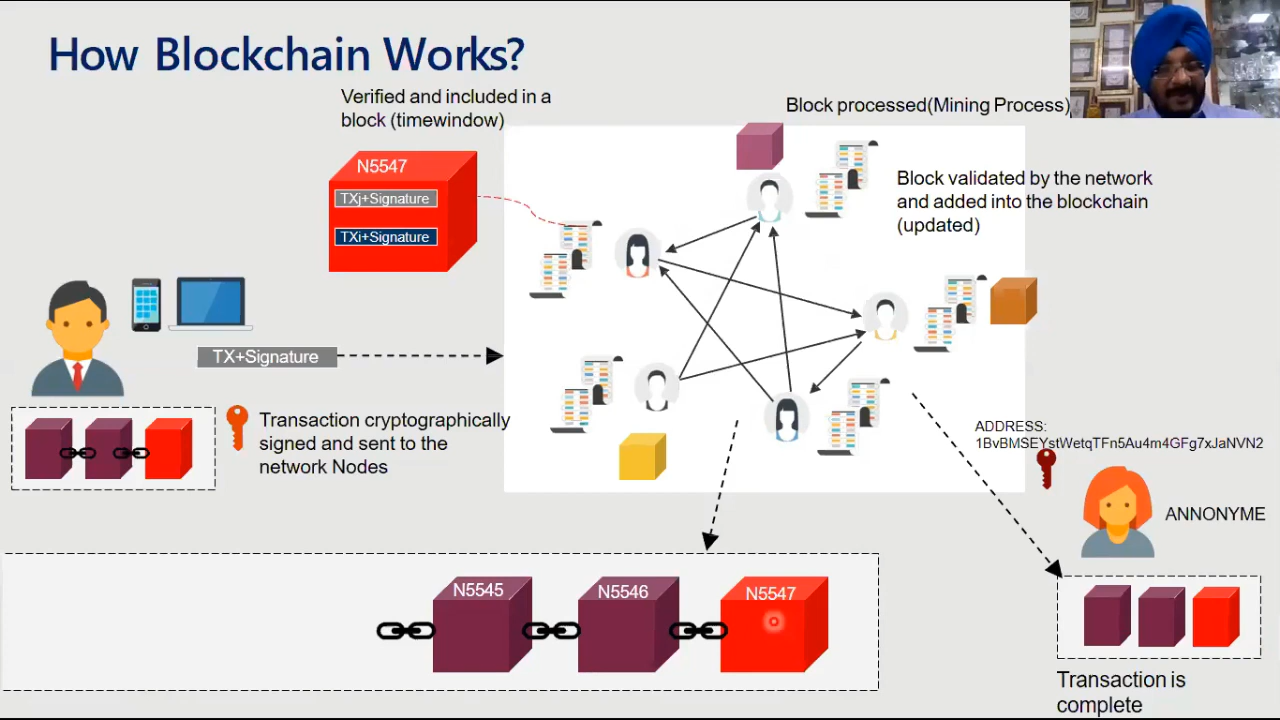 How Blockchain Works?
Verified and included in a
block (timewindow)
Block processed(Mining Process)
N5547
TXj+Signature
TXi+Signature
Block validated by the network
and added into the blockchain
(updated)
TX+Signature
Transaction cryptographically
signed and sent to the
network Nodes
ADDRESS:
1BvBMSEYstWetqTFn5Au4m4GFg7xJaNVN2
ANNONYME
N5545
N5546
N5547
Transaction is
complete